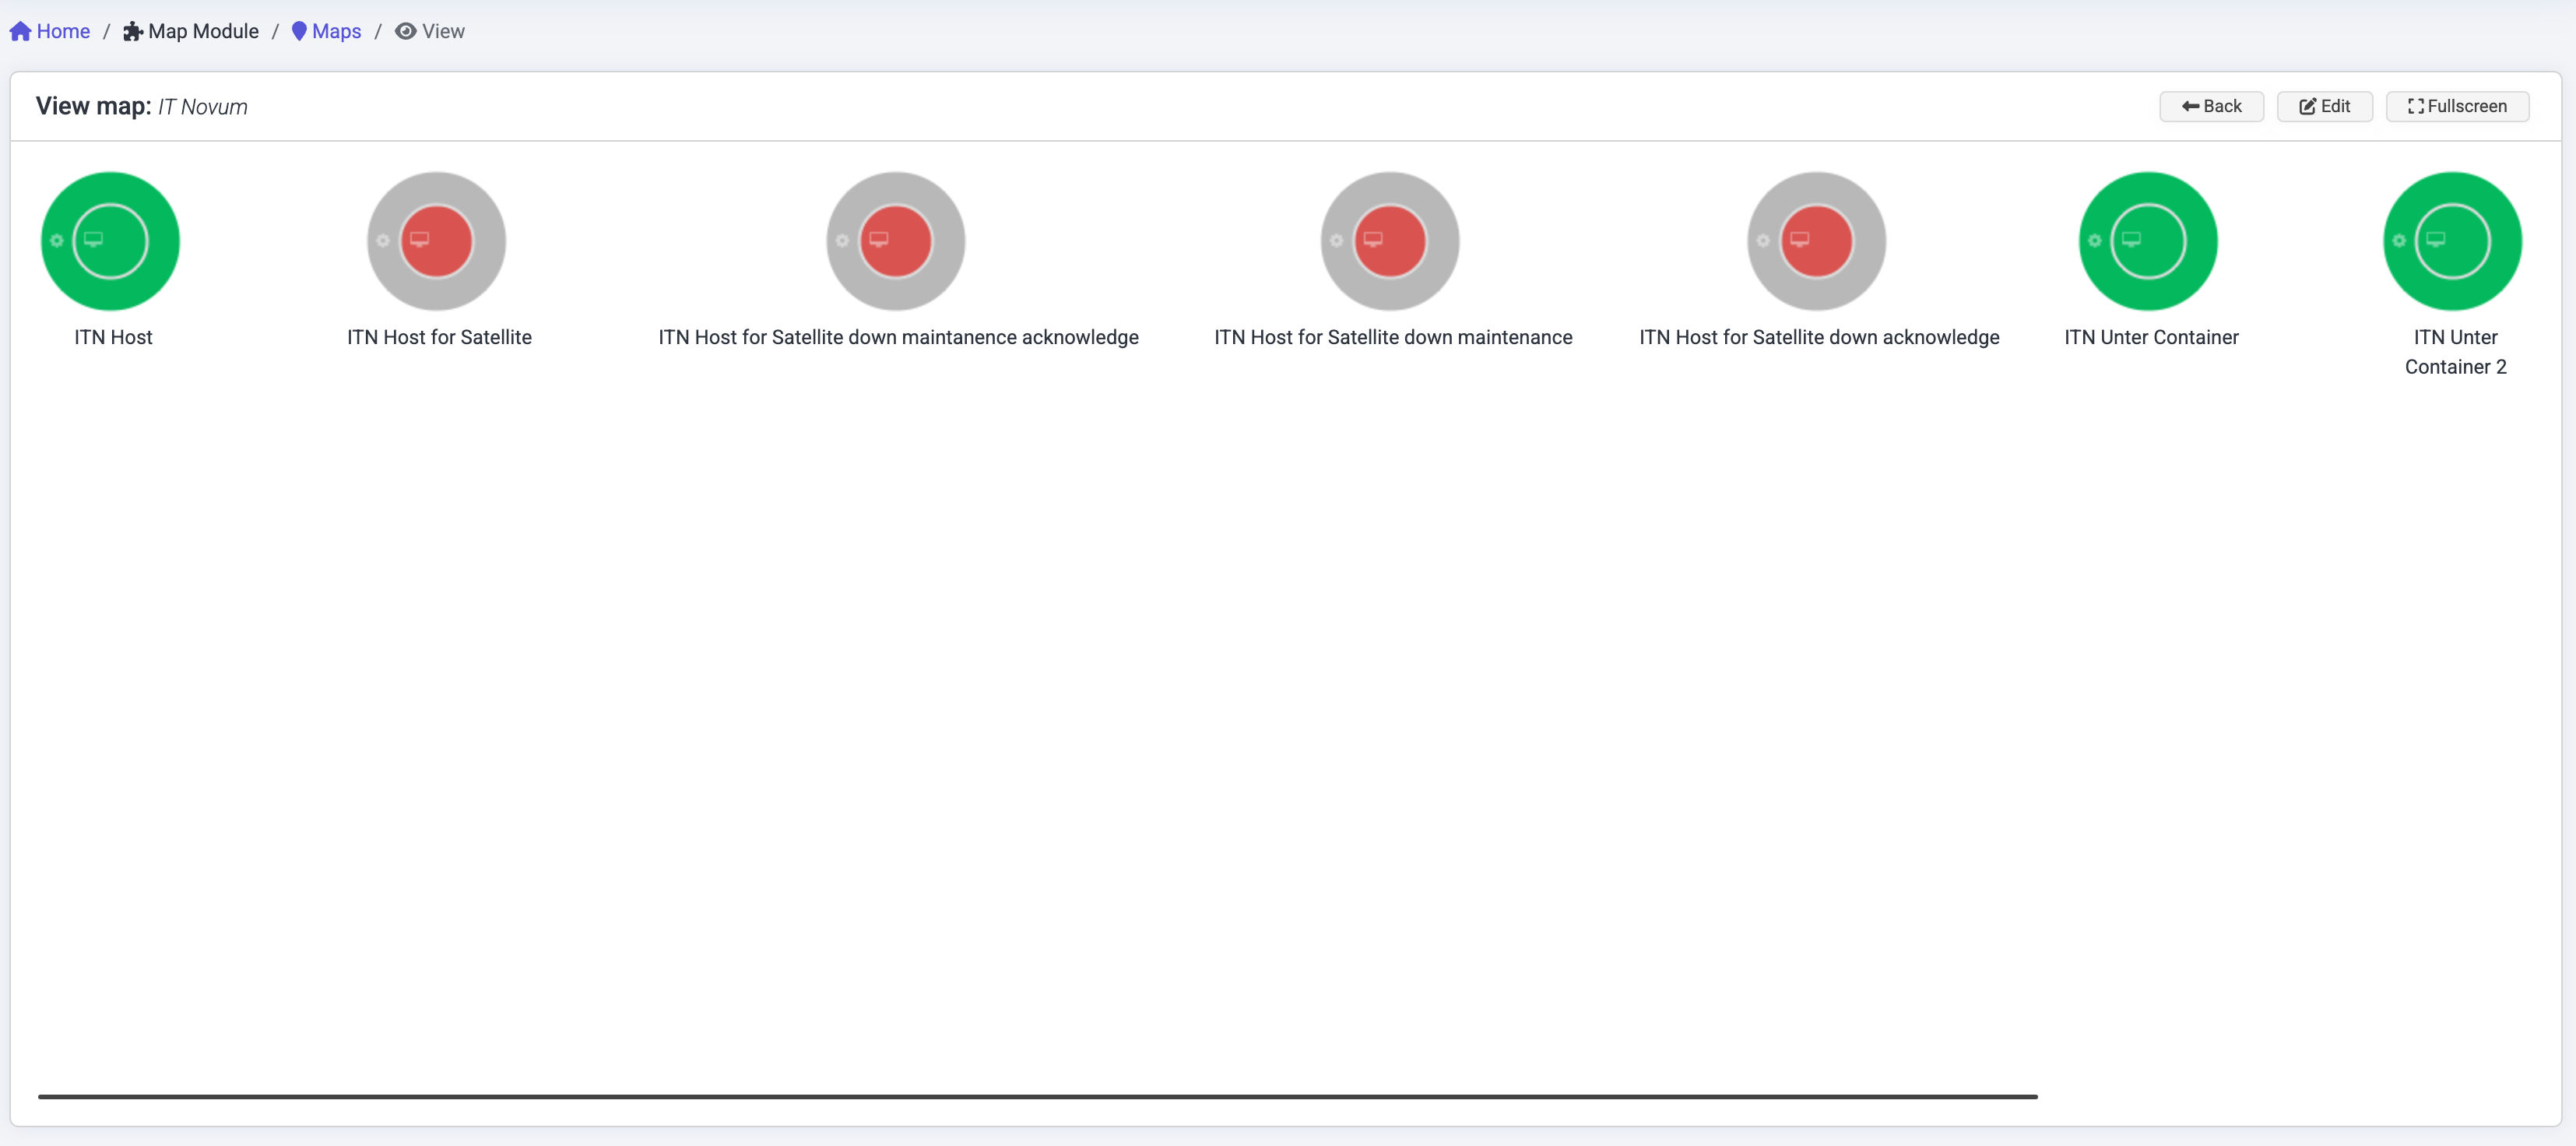 Home / Map Module / Maps / View
View map: IT Novum
Back Edit Fullscreen
ITN Host
ITN Host for Satellite
ITN Host for Satellite down maintanence acknowledge
ITN Host for Satellite down maintenance
ITN Host for Satellite down acknowledge
ITN Unter Container
ITN Unter
Container 2